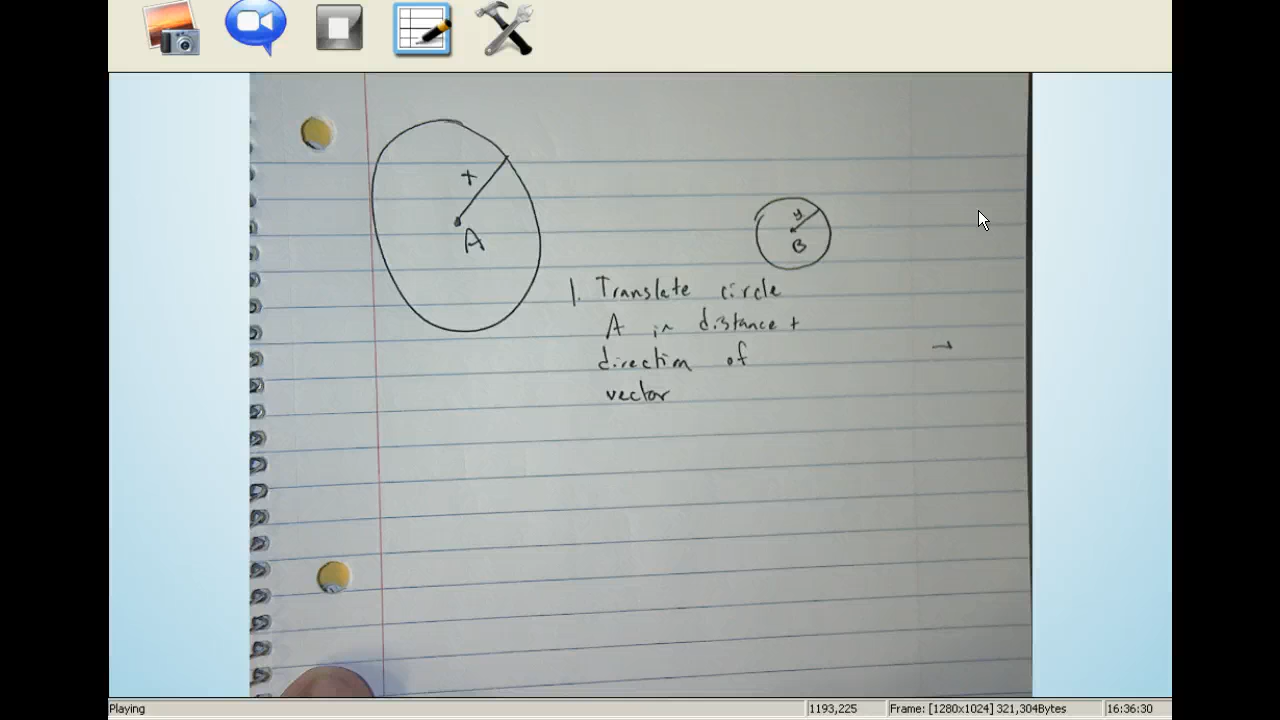 x
A
y
B
1. Translate circle
A in distance +
direction of
vector
Playing
1193,225
Frame: [1280x1024] 321,304Bytes
16:36:30